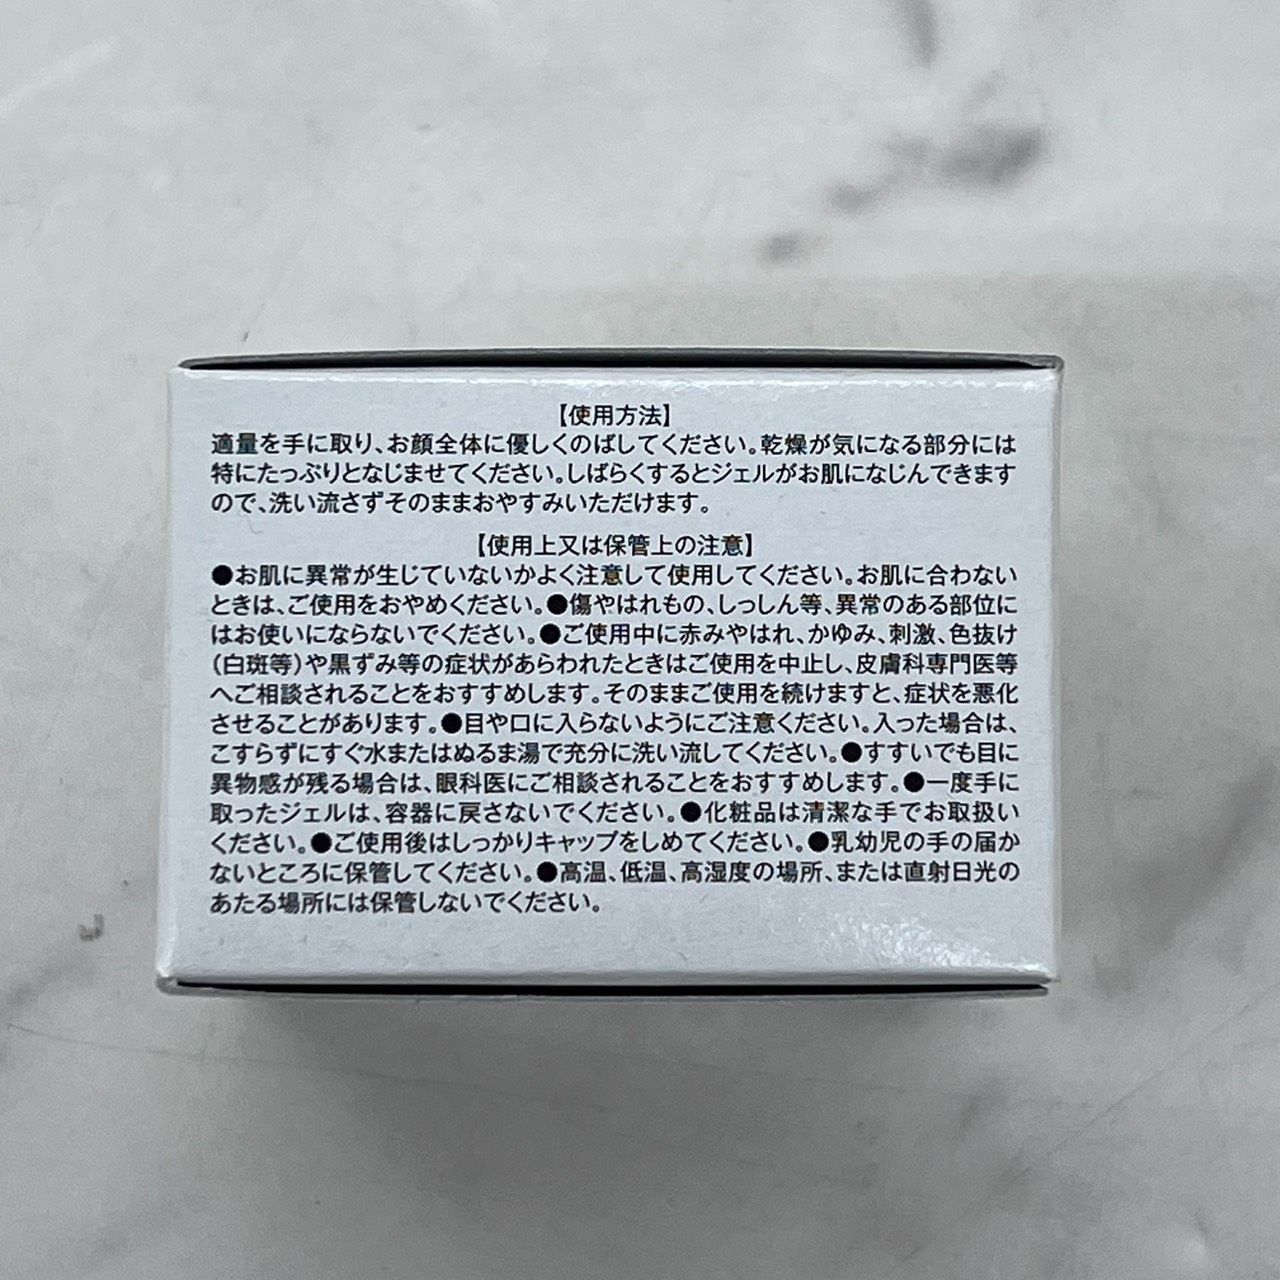 【使用方法】
適量を手に取り、お顔全体に優しくのばしてください。乾燥が気になる部分には
特にたっぷりとなじませてください。しばらくするとジェルがお肌になじんできます
ので、洗い流さずそのままおやすみいただけます。
【使用上又は保管上の注意】
●お肌に異常が生じていないかよく注意して使用してください。お肌に合わない
ときは、ご使用をおやめください。●傷やはれもの、しっしん等、異常のある部位に
はお使いにならないでください。●ご使用中に赤みやはれ、かゆみ、刺激、色抜け
(白斑等)や黒ずみ等の症状があらわれたときはご使用を中止し、皮膚科専門医等
へご相談されることをおすすめします。そのままご使用を続けますと、症状を悪化
させることがあります。●目や口に入らないようにご注意ください。入った場合は、
こすらずにすぐ水またはぬるま湯で充分に洗い流してください。●すすいでも目に
異物感が残る場合は、眼科医にご相談されることをおすすめします。●一度手に
取ったジェルは、容器に戻さないでください。●化粧品は清潔な手でお取扱い
ください。●ご使用後はしっかりキャップをしめてください。●乳幼児の手の届か
ないところに保管してください。●高温、低温、高湿度の場所、または直射日光の
あたる場所には保管しないでください。